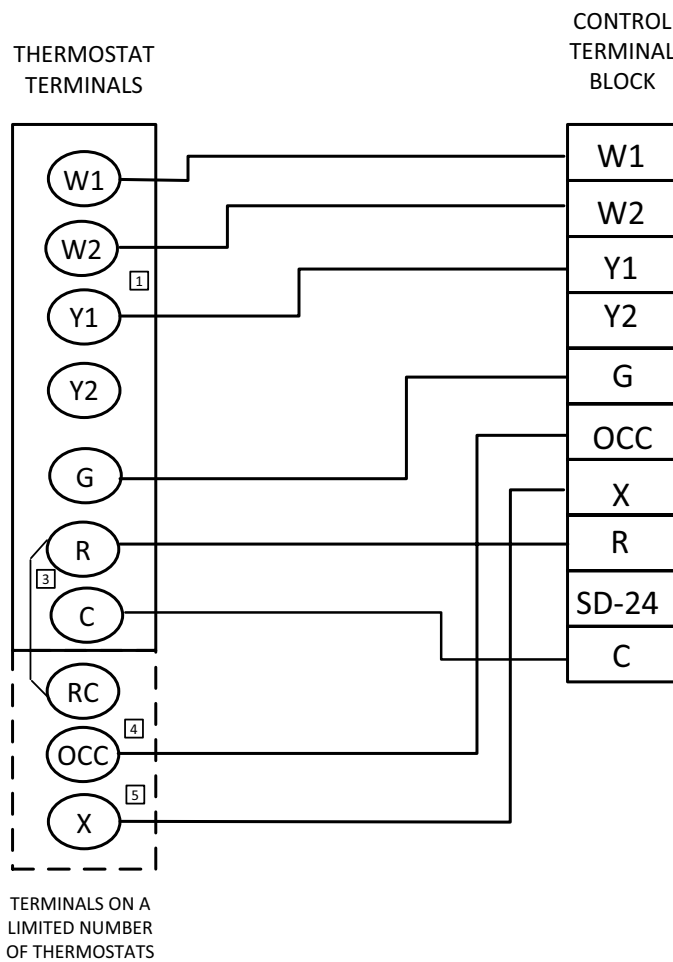 THERMOSTAT
TERMINALS
CONTROL
TERMINAL
BLOCK
W1
W2
1
Y1
Y2
G
R
3
C
RC
4
OCC
5
X
TERMINALS ON A
LIMITED NUMBER
OF THERMOSTATS
W1
W2
Y1
Y2
G
OCC
X
R
SD-24
C